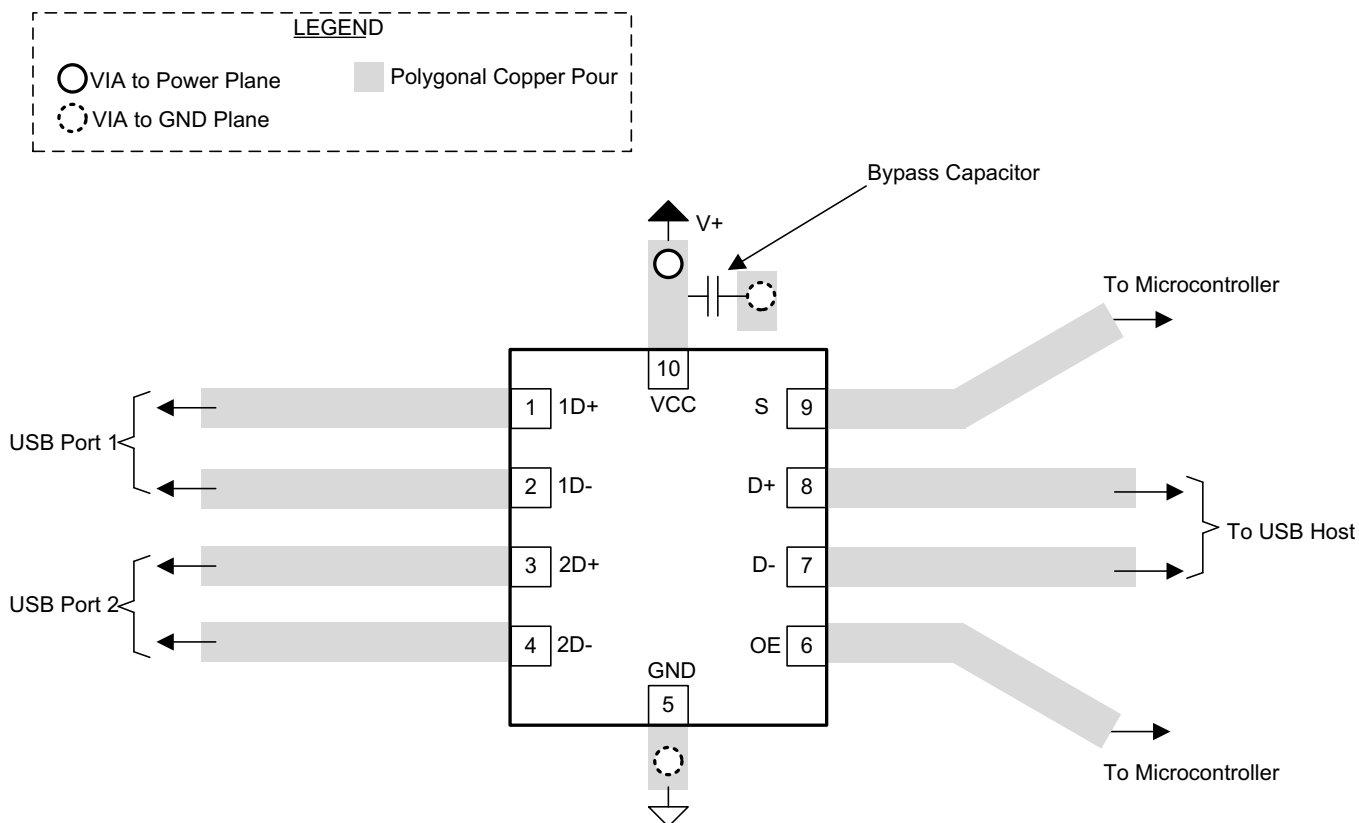 LEGEND
VIA to Power Plane
Polygonal Copper Pour
VIA to GND Plane
Bypass Capacitor
V+
To Microcontroller
10
VCC
1
1D+
S
9
USB Port 1
2
1D-
D+
8
To USB Host
3
2D+
D-
7
USB Port 2
4
2D-
OE
6
GND
5
To Microcontroller